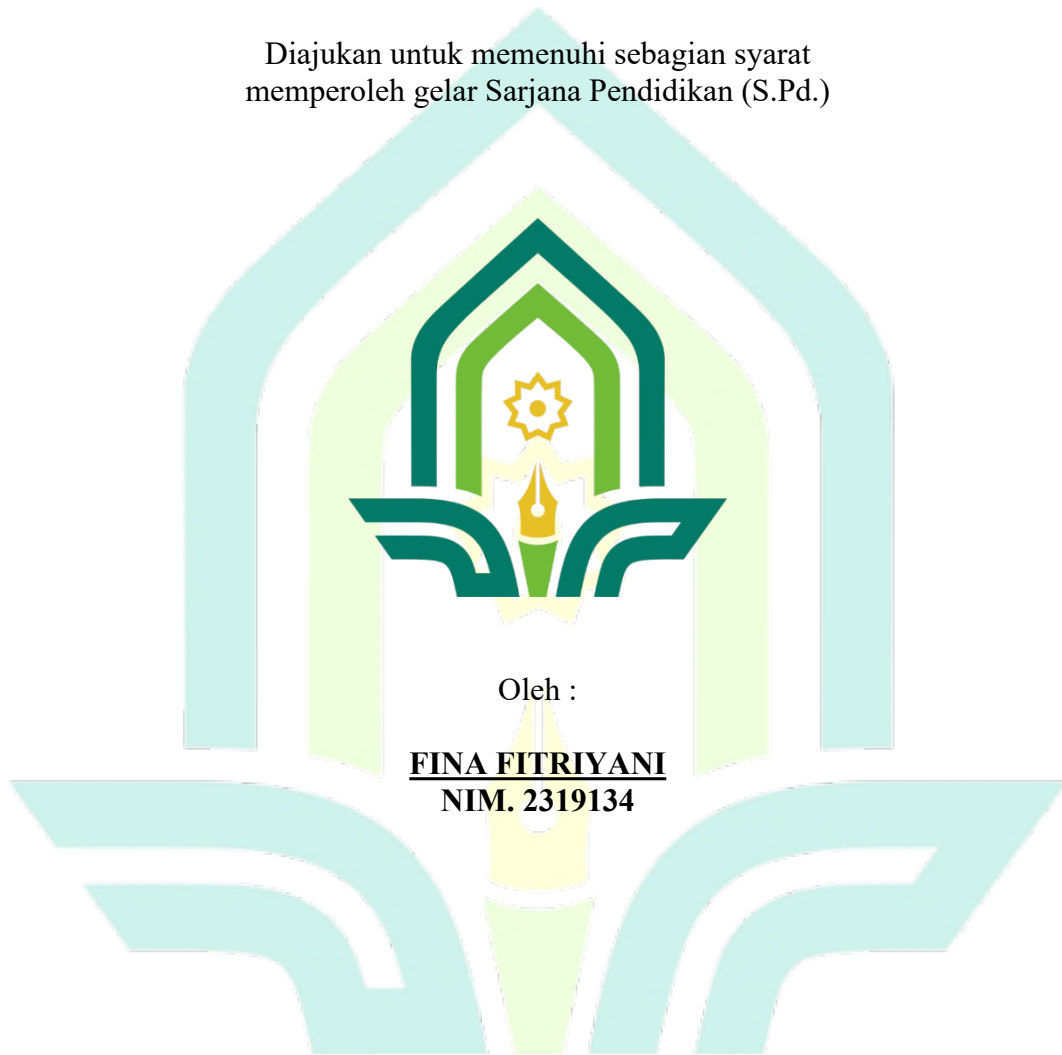 Diajukan untuk memenuhi sebagian syarat
memperoleh gelar Sarjana Pendidikan (S.Pd.)
Oleh :
FINA FITRIYANI
NIM. 2319134